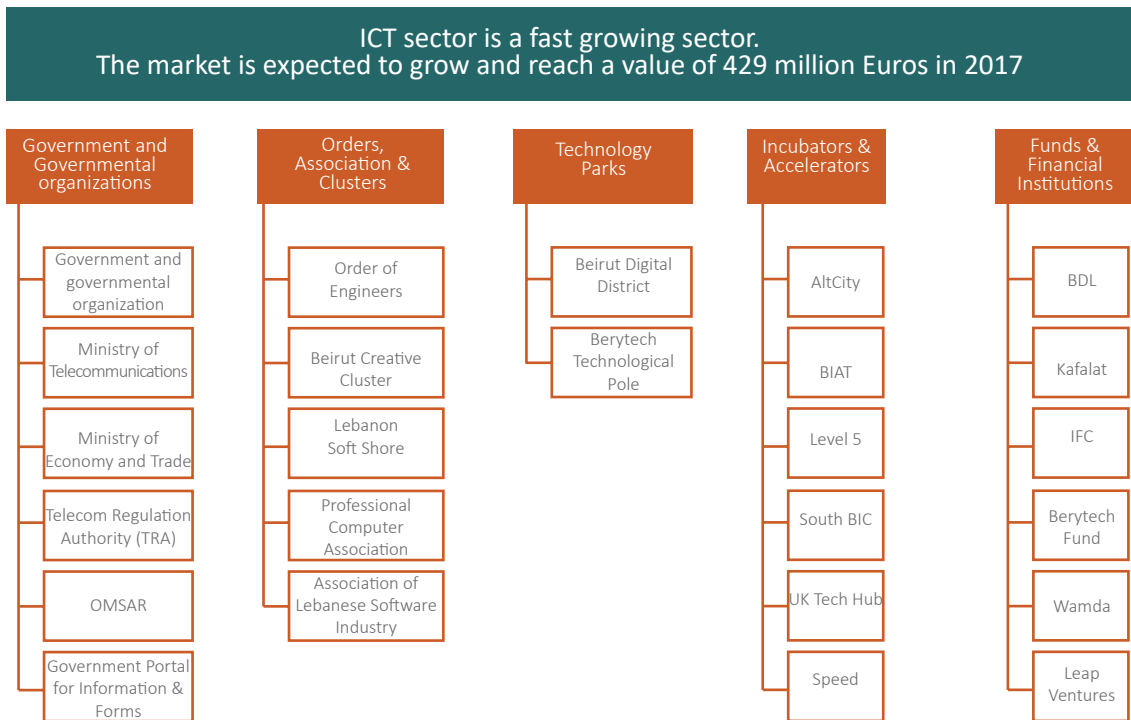 ICT sector is a fast growing sector.
The market is expected to grow and reach a value of 429 million Euros in 2017
Government and
Governmental
organizations
Government and
governmental
organization
Ministry of
Telecommunications
Ministry of
Economy and Trade
Telecom Regulation
Authority (TRA)
OMSAR
Government Portal
for Information &
Forms
Orders,
Association &
Clusters
Order of
Engineers
Beirut Creative
Cluster
Lebanon
Soft Shore
Professional
Computer
Association
Association of
Lebanese Software
Industry
Technology
Parks
Beirut Digital
District
Berytech
Technological
Pole
Incubators &
Accelerators
AltCity
BIAT
Level 5
South BIC
UK Tech Hub
Speed
Funds &
Financial
Institutions
BDL
Kafalat
IFC
Berytech
Fund
Wamda
Leap
Ventures